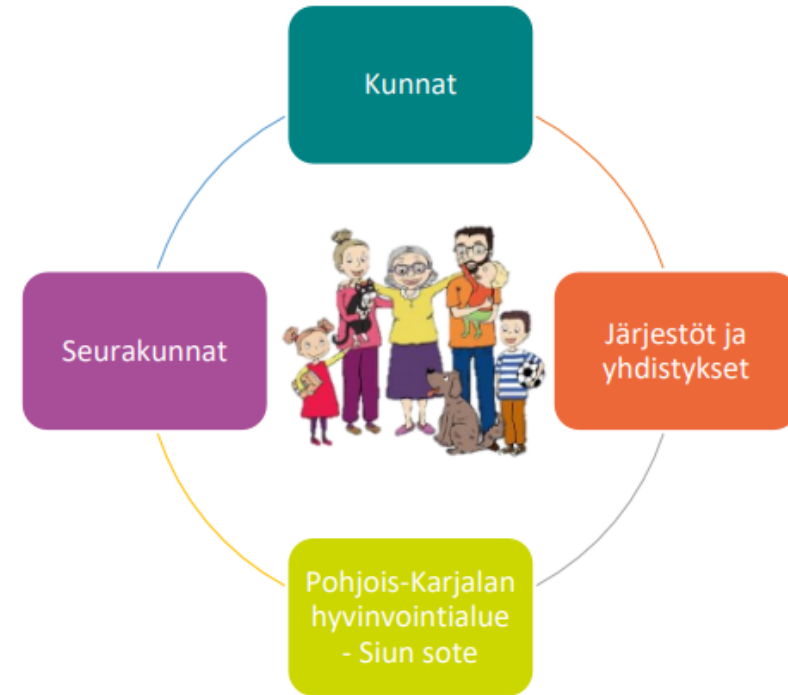 Kunnat
Seurakunnat
Järjestöt ja
yhdistykset
Pohjois-Karjalan
hyvinvointialue
- Siun sote